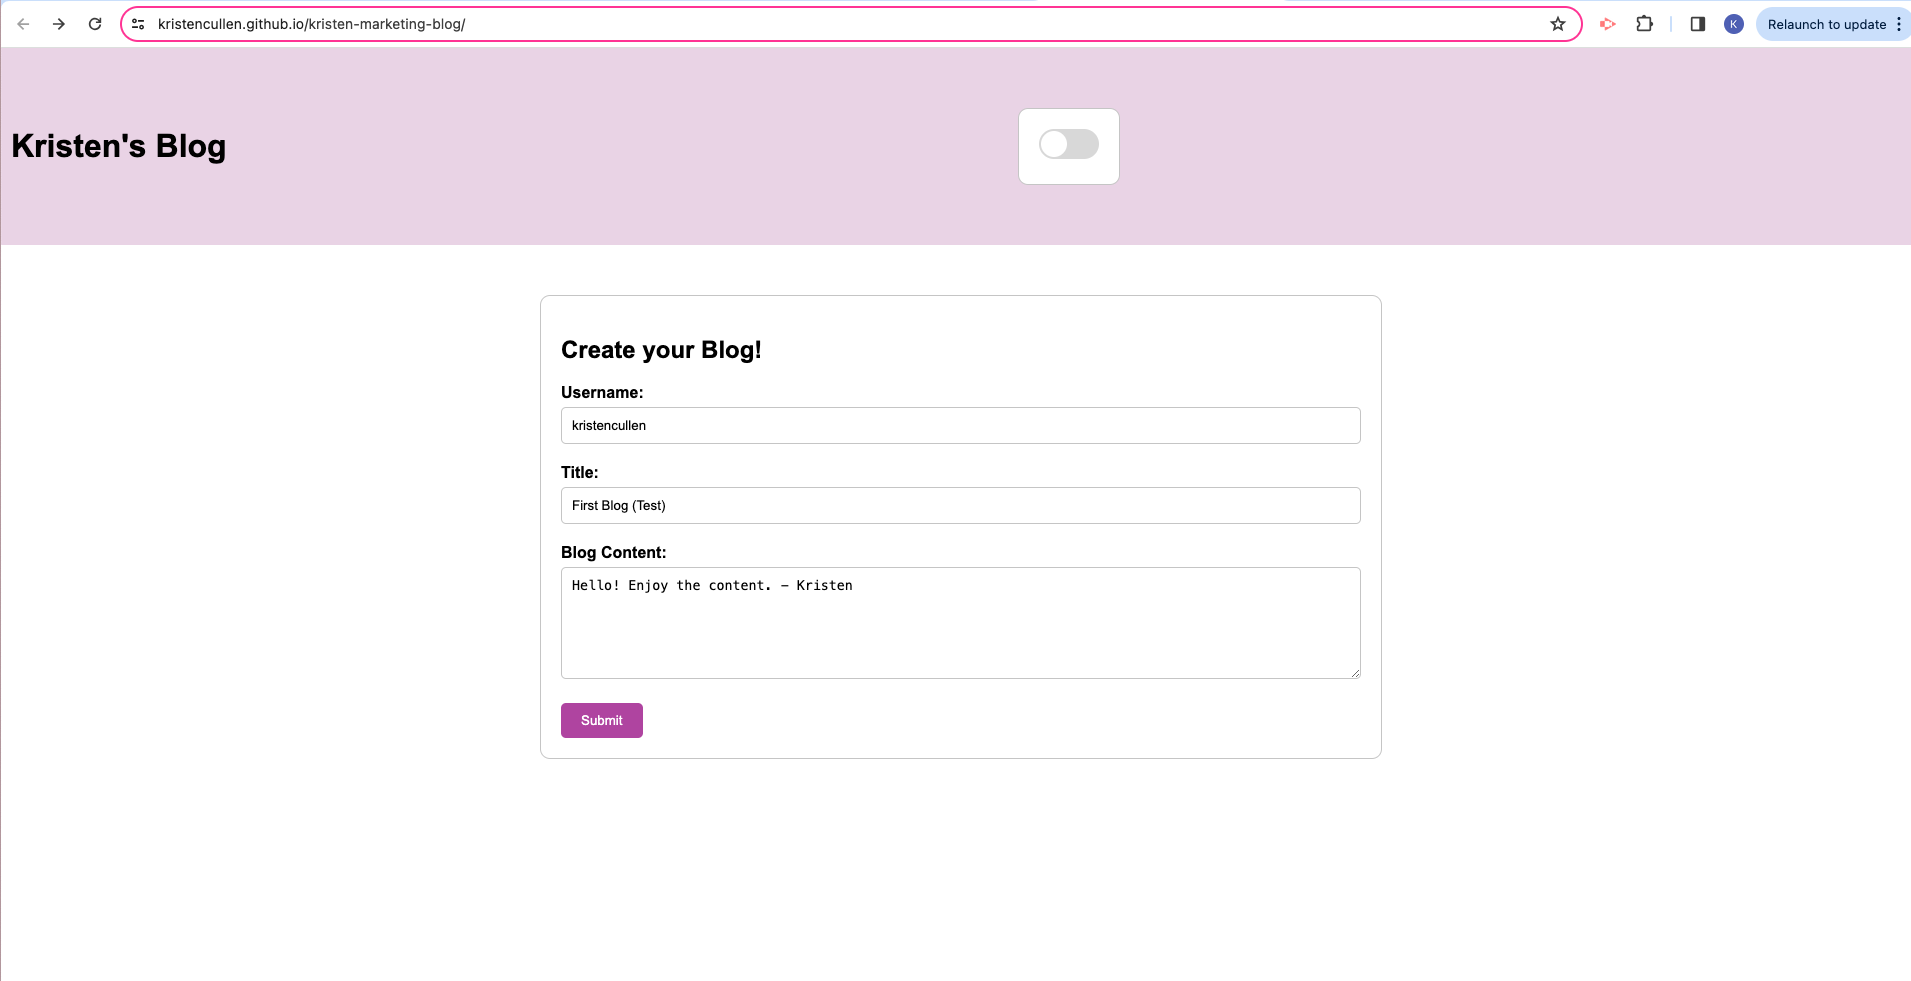 kristencullen.github.io/kristen-marketing-blog/
K
Relaunch to update
Kristen's Blog
Create your Blog!
Username:
kristencullen
Title:
First Blog (Test)
Blog Content:
Hello! Enjoy the content. – Kristen
Submit